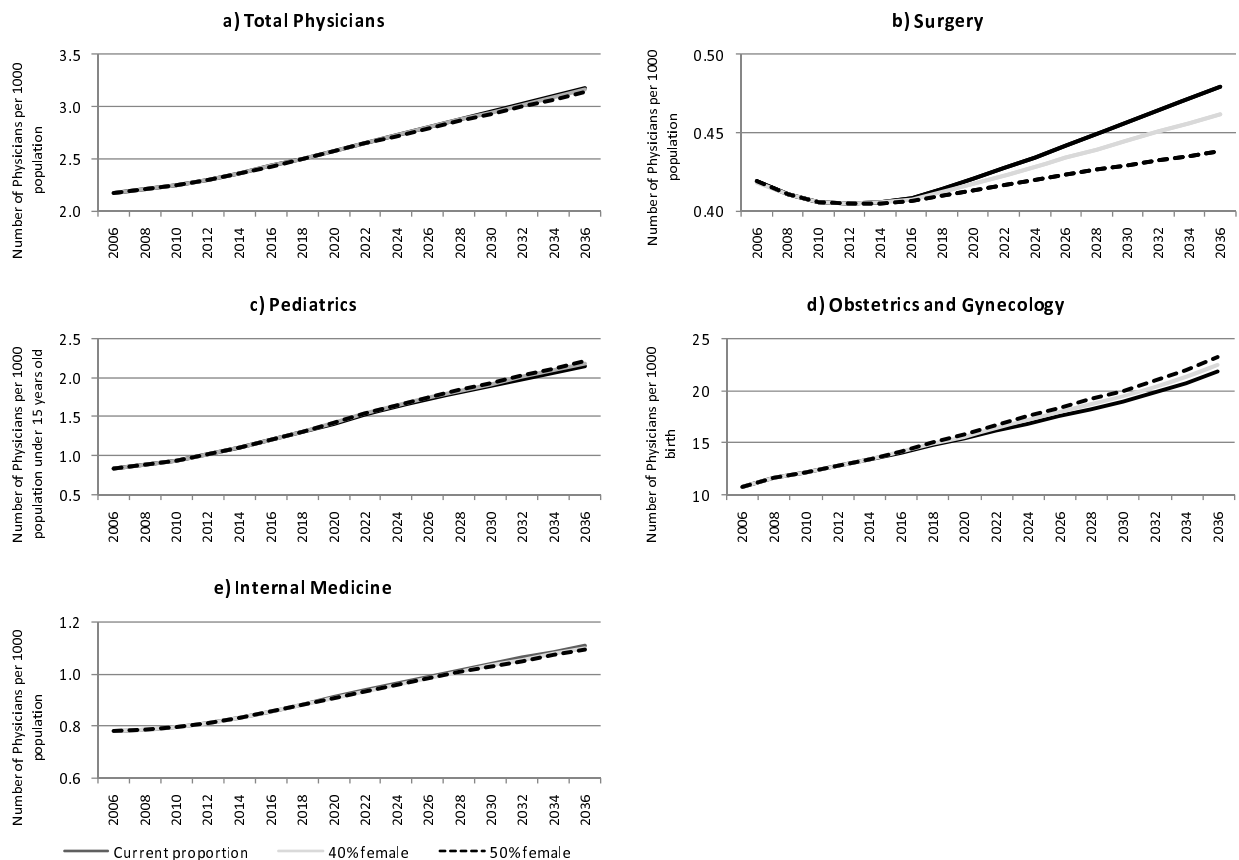 a) Total Physicians
Number of Physicians per 1000
population
3.5
3.0
2.5
2.0
2006 2008 2010 2012 2014 2016 2018 2020 2022 2024 2026 2028 2030 2032 2034 2036
b) Surgery
Number of Physicians per 1000
population
0.50
0.45
0.40
2006 2008 2010 2012 2014 2016 2018 2020 2022 2024 2026 2028 2030 2032 2034 2036
c) Pediatrics
Number of Physicians per 1000
population under 15 years old
2.5
2.0
1.5
1.0
0.5
2006 2008 2010 2012 2014 2016 2018 2020 2022 2024 2026 2028 2030 2032 2034 2036
d) Obstetrics and Gynecology
Number of Physicians per 1000
birth
25
20
15
10
2006 2008 2010 2012 2014 2016 2018 2020 2022 2024 2026 2028 2030 2032 2034 2036
e) Internal Medicine
Number of Physicians per 1000
population
1.2
1.0
0.8
0.6
2006 2008 2010 2012 2014 2016 2018 2020 2022 2024 2026 2028 2030 2032 2034 2036
Current proportion 40%female 50%female